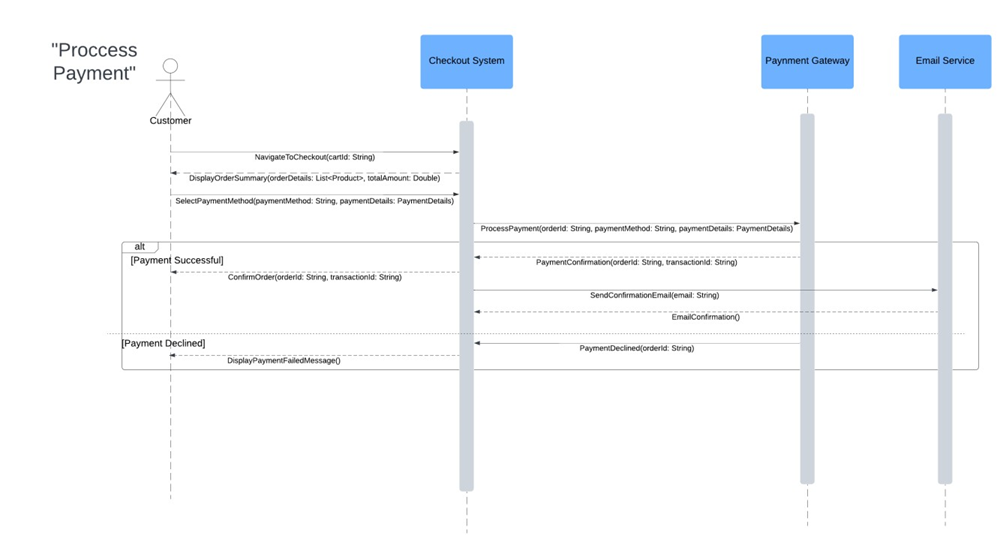 "Proccess
Payment"
Checkout System
Paynment Gateway
Email Service
Customer
NavigateToCheckout(cartId: String)
DisplayOrderSummary(orderDetails: List<Product>, totalAmount: Double)
SelectPaymentMethod(paymentMethod: String, paymentDetails: PaymentDetails)
ProcessPayment(orderId: String, paymentMethod: String, paymentDetails: PaymentDetails)
alt
[Payment Successful]
PaymentConfirmation(orderId: String, transactionId: String)
ConfirmOrder(orderId: String, transactionId: String)
SendConfirmationEmail(email: String)
EmailConfirmation()
[Payment Declined]
PaymentDeclined(orderId: String)
DisplayPaymentFailedMessage()